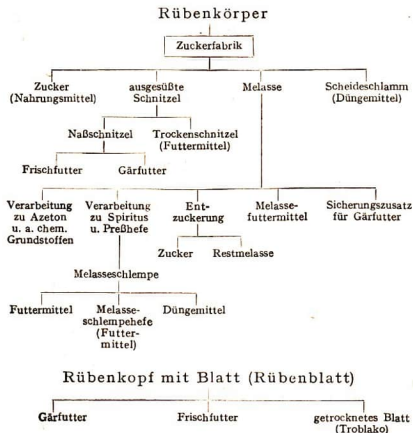 Rübenkörper
Zuckerfabrik
Zucker ausgesüßte Melasse Scheideschlamm
(Nahrungsmittel) Schnitzel (Düngemittel)
Naßschnitzel Trockenschnitzel
(Futtermittel)
Frischfutter Gärfutter
Verarbeitung Verarbeitung Ent- Melasse- Sicherungszusatz
zu Azeton zu Spiritus zuckerung futtermittel für Gärfutter
u. a. chem. u. Preßhefe
Grundstoffen
Zucker Restmelasse
Melasseschlempe
Futtermittel Melasse- Düngemittel
schlempehefe
(Futter-
mittel)
Rübenkopf mit Blatt (Rübenblatt)
Gärfutter Frischfutter getrocknetes Blatt
(Troblako)